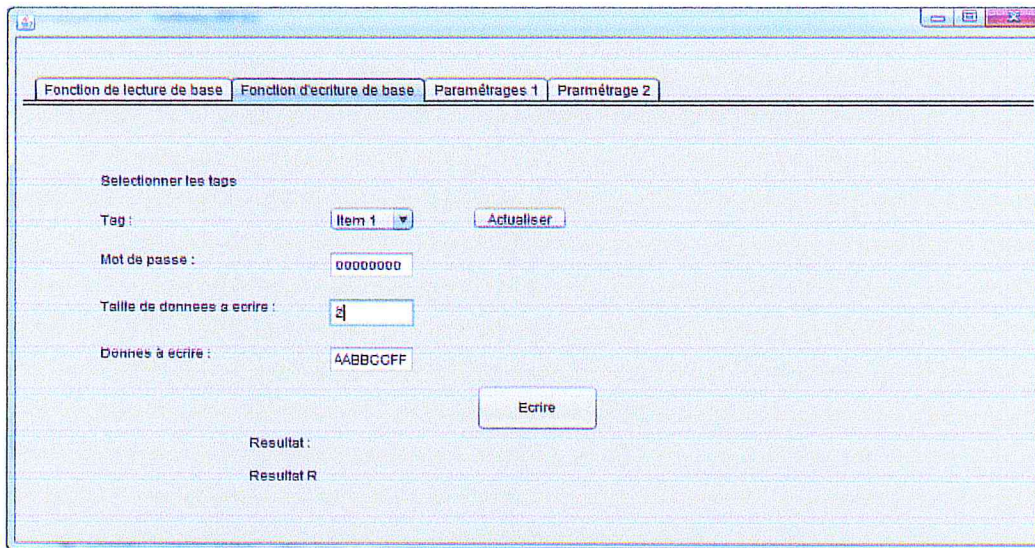 Fonction de lecture de base Fonction d'ecriture de base Paramétrages 1 Prarmétrage 2
Selectionner les tags
Tag : Item 1 Actualiser
Mot de passe : 00000000
Taille de donnees a ecrire : 2
Donnes à ecrire : AABBCCFF
Ecrire
Resultat :
Resultat R